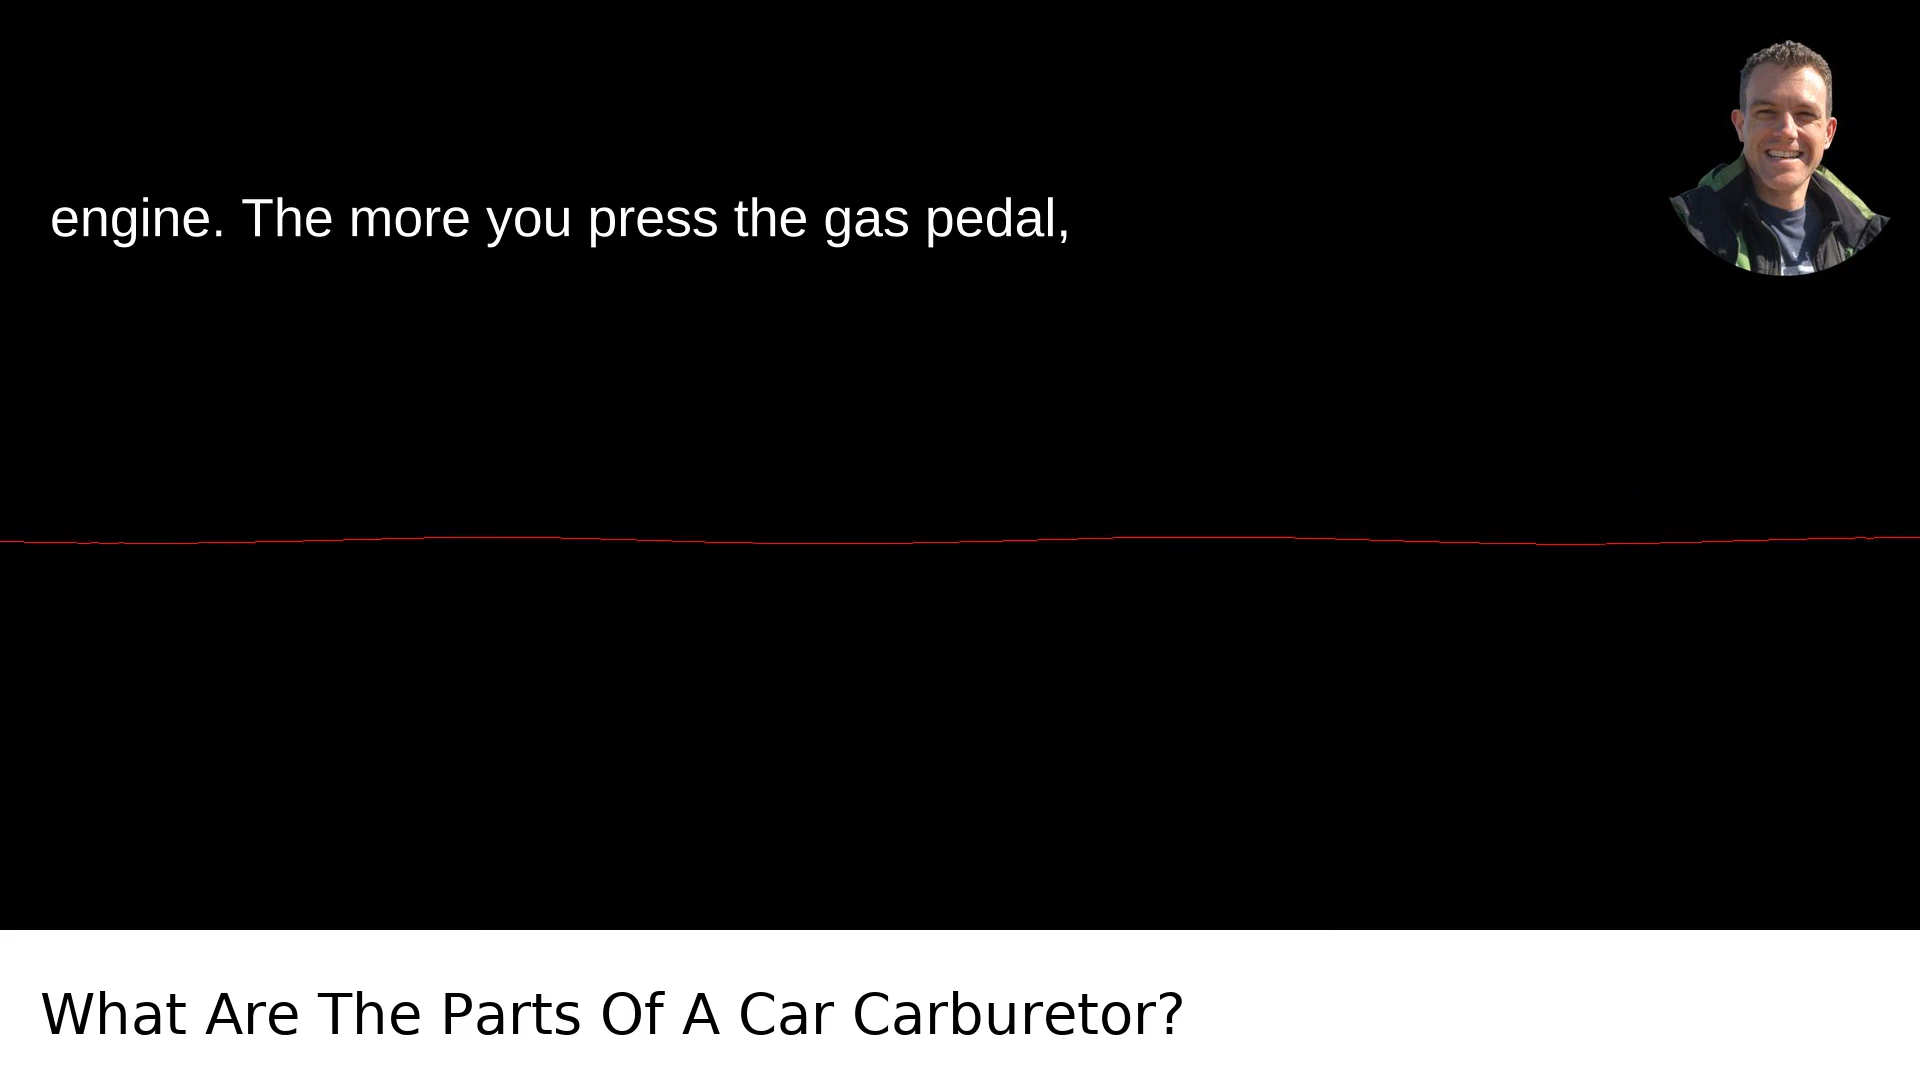 engine. The more you press the gas pedal,
What Are The Parts Of A Car Carburetor?